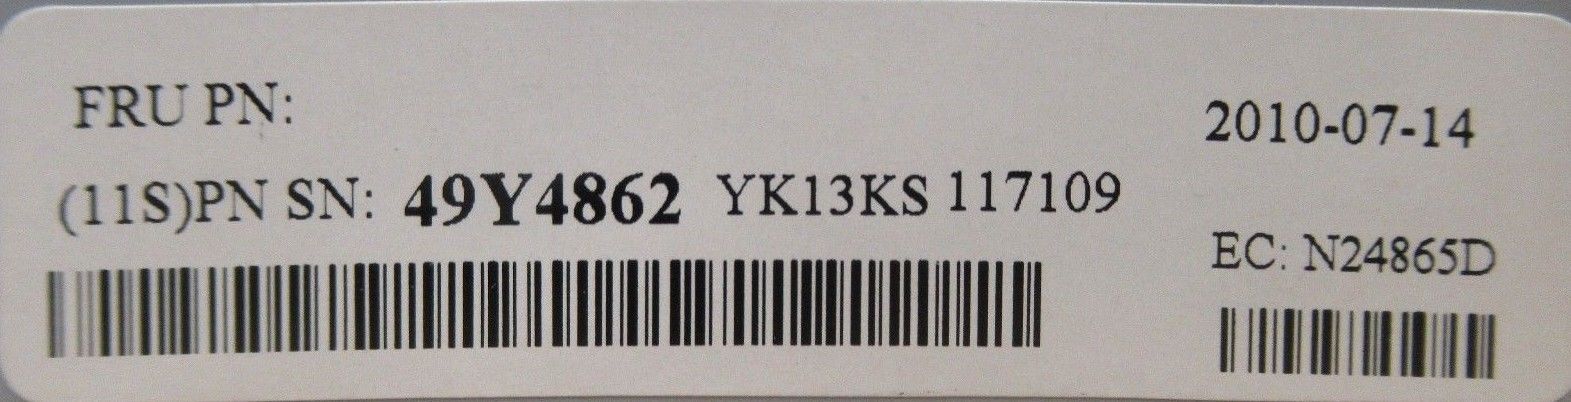 FRU PN:
2010-07-14
(11S)PN SN: 49Y4862 YK13KS 117109
EC: N24865D